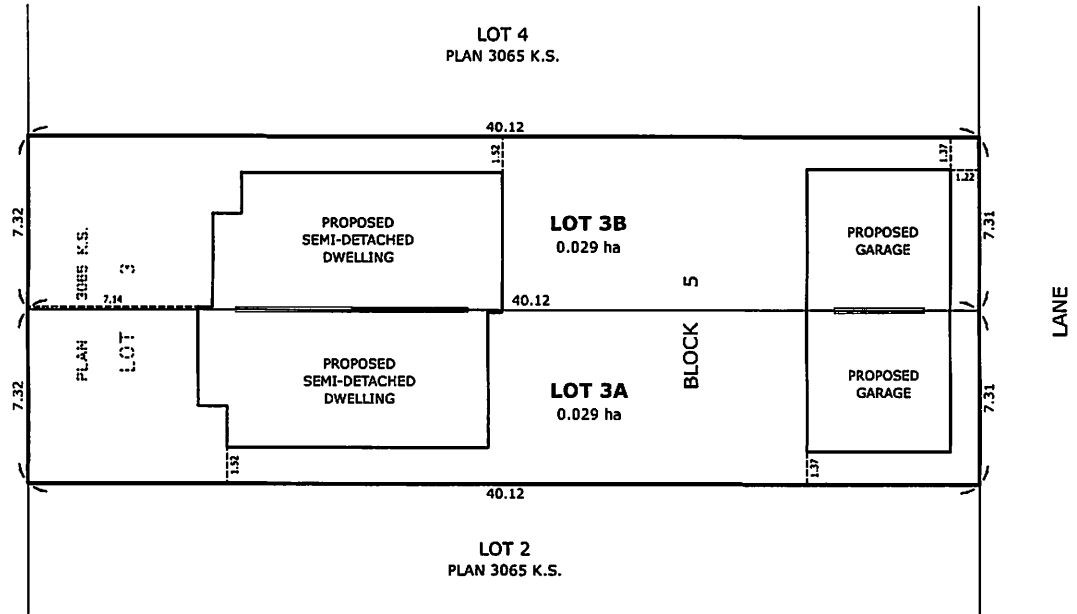 LOT 4
PLAN 3065 K.S.
40.12
1.52
1.37
1.22
7.32
7.31
PROPOSED
SEMI-DETACHED
DWELLING
LOT 3B
0.029 ha
PROPOSED
GARAGE
PLAN 3065 K.S.
LOT 3
7.14
40.12
BLOCK 5
LANE
PROPOSED
SEMI-DETACHED
DWELLING
LOT 3A
0.029 ha
PROPOSED
GARAGE
7.32
7.31
1.52
1.37
40.12
LOT 2
PLAN 3065 K.S.